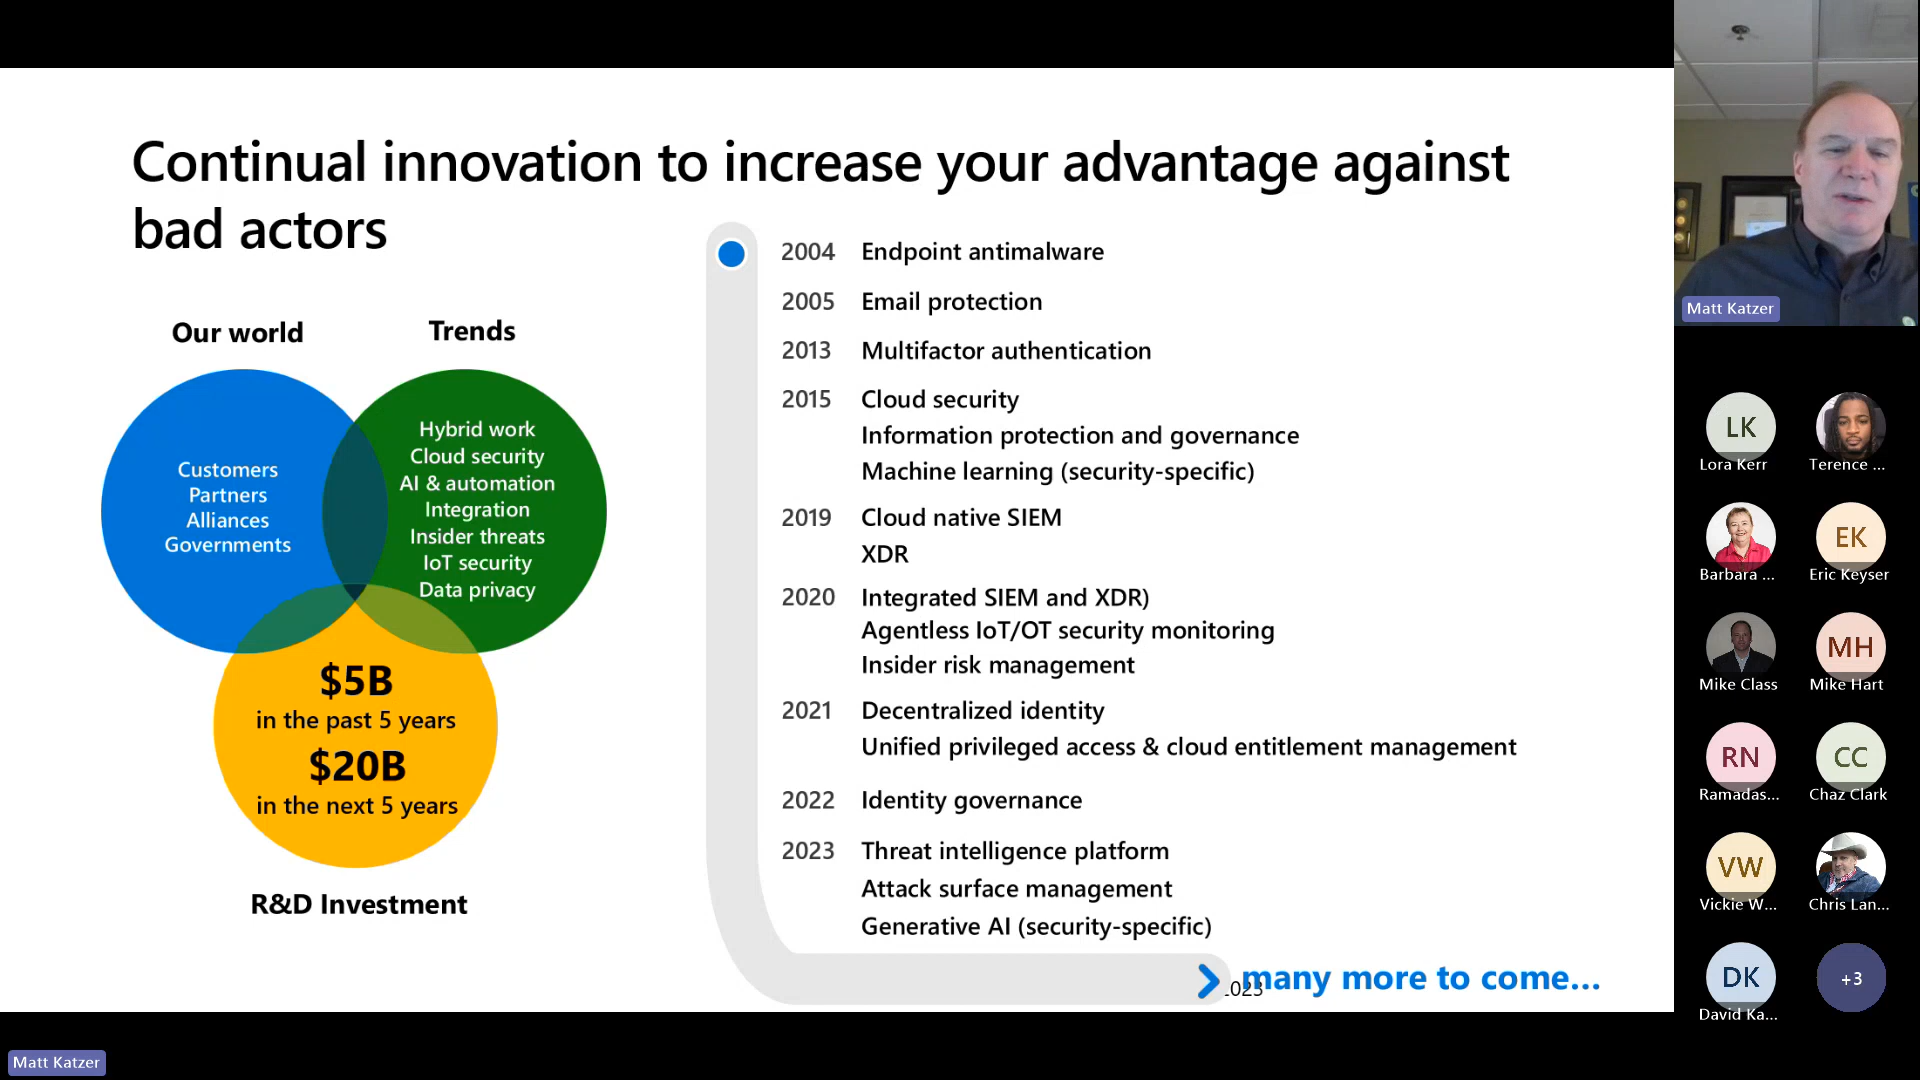 Continual innovation to increase your advantage against
bad actors
Our world
Trends
Customers
Partners
Alliances
Governments
Hybrid work
Cloud security
AI & automation
Integration
Insider threats
IoT security
Data privacy
$5B
in the past 5 years
$20B
in the next 5 years
R&D Investment
2004 Endpoint antimalware
2005 Email protection
2013 Multifactor authentication
2015 Cloud security
Information protection and governance
Machine learning (security-specific)
2019 Cloud native SIEM
XDR
2020 Integrated SIEM and XDR)
Agentless IoT/OT security monitoring
Insider risk management
2021 Decentralized identity
Unified privileged access & cloud entitlement management
2022 Identity governance
2023 Threat intelligence platform
Attack surface management
Generative AI (security-specific)
many more to come...
2023
Matt Katzer
LK
Lora Kerr
Terence ...
Barbara ...
EK
Eric Keyser
Mike Class
MH
Mike Hart
RN
Ramadas...
CC
Chaz Clark
VW
Vickie W...
Chris Lan...
DK
David Ka...
+3
Matt Katzer